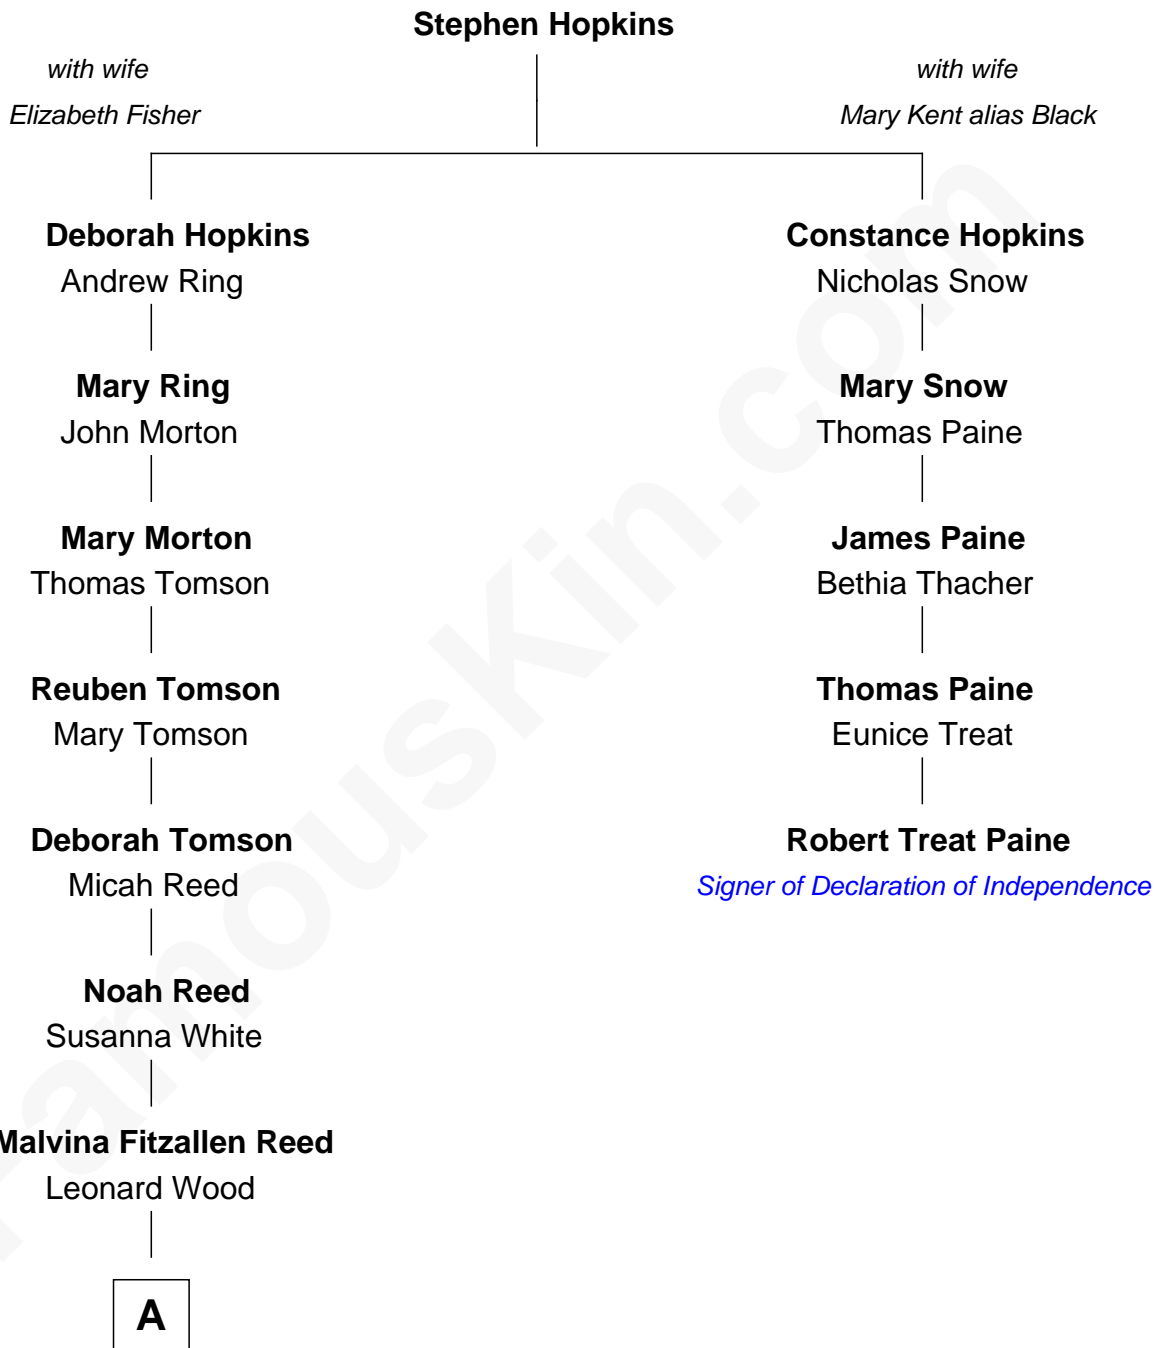 Stephen Hopkins
with wife
Elizabeth Fisher
with wife
Mary Kent alias Black
Deborah Hopkins
Andrew Ring
Constance Hopkins
Nicholas Snow
Mary Ring
John Morton
Mary Snow
Thomas Paine
Mary Morton
Thomas Tomson
James Paine
Bethia Thacher
Reuben Tomson
Mary Tomson
Thomas Paine
Eunice Treat
Deborah Tomson
Micah Reed
Robert Treat Paine
Signer of Declaration of Independence
Noah Reed
Susanna White
Malvina Fitzallen Reed
Leonard Wood
A
FamousKin.com